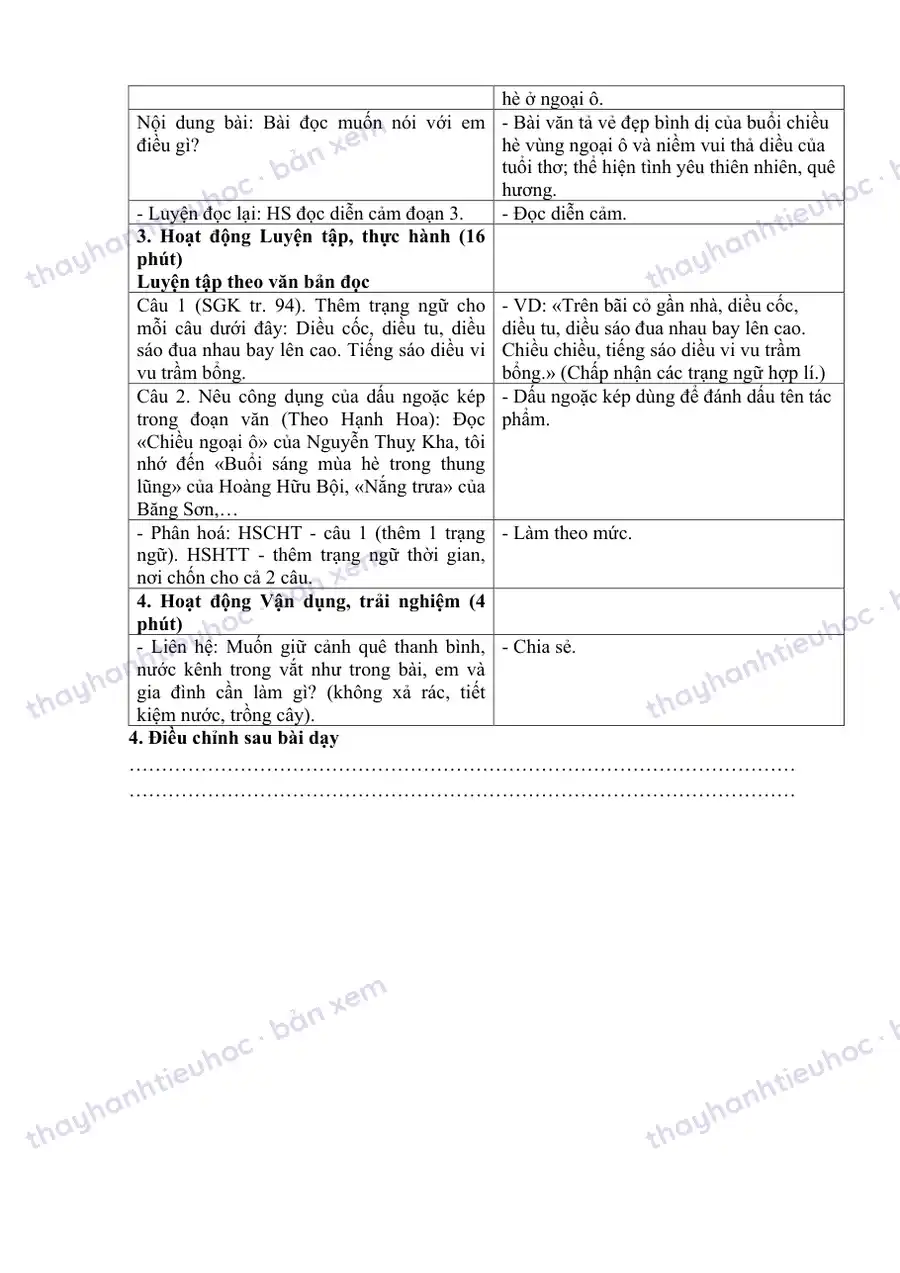 hè ở ngoại ô.
Nội dung bài: Bài đọc muốn nói với em
điều gì?
- Bài văn tả vẻ đẹp bình dị của buổi chiều
hè vùng ngoại ô và niềm vui thả diều của
tuổi thơ; thể hiện tình yêu thiên nhiên, quê
hương.
- Luyện đọc lại: HS đọc diễn cảm đoạn 3.
- Đọc diễn cảm.
3. Hoạt động Luyện tập, thực hành (16
phút)
Luyện tập theo văn bản đọc
Câu 1 (SGK tr. 94). Thêm trạng ngữ cho
mỗi câu dưới đây: Diều cốc, diều tu, diều
sáo đua nhau bay lên cao. Tiếng sáo diều vi
vu trầm bổng.
- VD: «Trên bãi cỏ gần nhà, diều cốc,
diều tu, diều sáo đua nhau bay lên cao.
Chiều chiều, tiếng sáo diều vi vu trầm
bổng.» (Chấp nhận các trạng ngữ hợp lí.)
Câu 2. Nêu công dụng của dấu ngoặc kép
trong đoạn văn (Theo Hạnh Hoa): Đọc
«Chiều ngoại ô» của Nguyễn Thuỵ Kha, tôi
nhớ đến «Buổi sáng mùa hè trong thung
lũng» của Hoàng Hữu Bội, «Nắng trưa» của
Băng Sơn,…
- Dấu ngoặc kép dùng để đánh dấu tên tác
phẩm.
- Phân hoá: HSCHT - câu 1 (thêm 1 trạng
ngữ). HSHTT - thêm trạng ngữ thời gian,
nơi chốn cho cả 2 câu.
- Làm theo mức.
4. Hoạt động Vận dụng, trải nghiệm (4
phút)
- Liên hệ: Muốn giữ cảnh quê thanh bình,
nước kênh trong vắt như trong bài, em và
gia đình cần làm gì? (không xả rác, tiết
kiệm nước, trồng cây).
- Chia sẻ.
4. Điều chỉnh sau bài dạy
…………………………………………………………………………………………
…………………………………………………………………………………………
thayhanhtieuhoc · bản xem
thayhanhtieuhoc · b
thayhanhtieuhoc · bản xem
thayhanhtieuhoc · b
thayhanhtieuhoc · bản xem
thayhanhtieuhoc · b